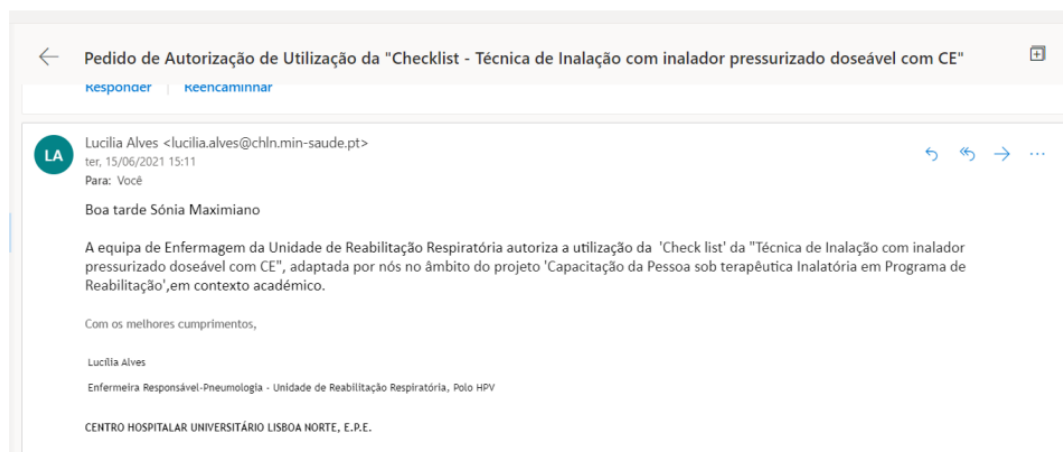 Pedido de Autorização de Utilização da "Checklist - Técnica de Inalação com inalador pressurizado doseável com CE"
Responder | Reencaminhar
LA
Lucilia Alves <lucilia.alves@chln.min-saude.pt>
ter, 15/06/2021 15:11
Para: Você
Boa tarde Sónia Maximiano
A equipa de Enfermagem da Unidade de Reabilitação Respiratória autoriza a utilização da 'Check list' da "Técnica de Inalação com inalador
pressurizado doseável com CE", adaptada por nós no âmbito do projeto 'Capacitação da Pessoa sob terapêutica Inalatória em Programa de
Reabilitação',em contexto académico.
Com os melhores cumprimentos,
Lucília Alves
Enfermeira Responsável-Pneumologia - Unidade de Reabilitação Respiratória, Polo HPV
CENTRO HOSPITALAR UNIVERSITÁRIO LISBOA NORTE, E.P.E.